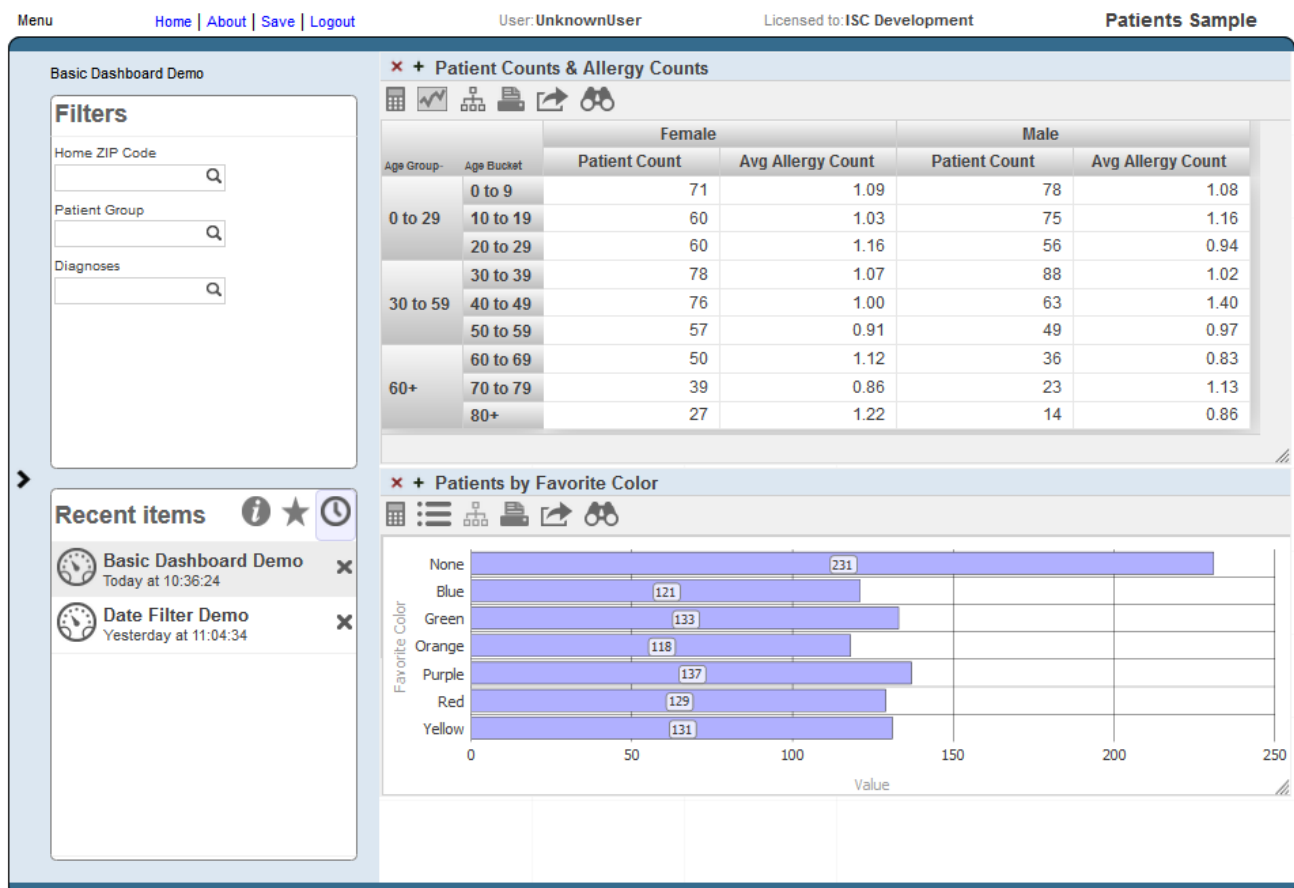 Menu Home | About | Save | Logout User:UnknownUser Licensed to:ISC Development Patients Sample
Basic Dashboard Demo
Filters
Home ZIP Code
Patient Group
Diagnoses
Recent items
Basic Dashboard Demo
Today at 10:36:24
Date Filter Demo
Yesterday at 11:04:34
Patient Counts & Allergy Counts
Female Male
Age Group- Age Bucket Patient Count Avg Allergy Count Patient Count Avg Allergy Count
0 to 9 71 1.09 78 1.08
0 to 29 10 to 19 60 1.03 75 1.16
20 to 29 60 1.16 56 0.94
30 to 39 78 1.07 88 1.02
30 to 59 40 to 49 76 1.00 63 1.40
50 to 59 57 0.91 49 0.97
60 to 69 50 1.12 36 0.83
60+ 70 to 79 39 0.86 23 1.13
80+ 27 1.22 14 0.86
Patients by Favorite Color
Favorite Color
None 231
Blue 121
Green 133
Orange 118
Purple 137
Red 129
Yellow 131
0 50 100 150 200 250
Value